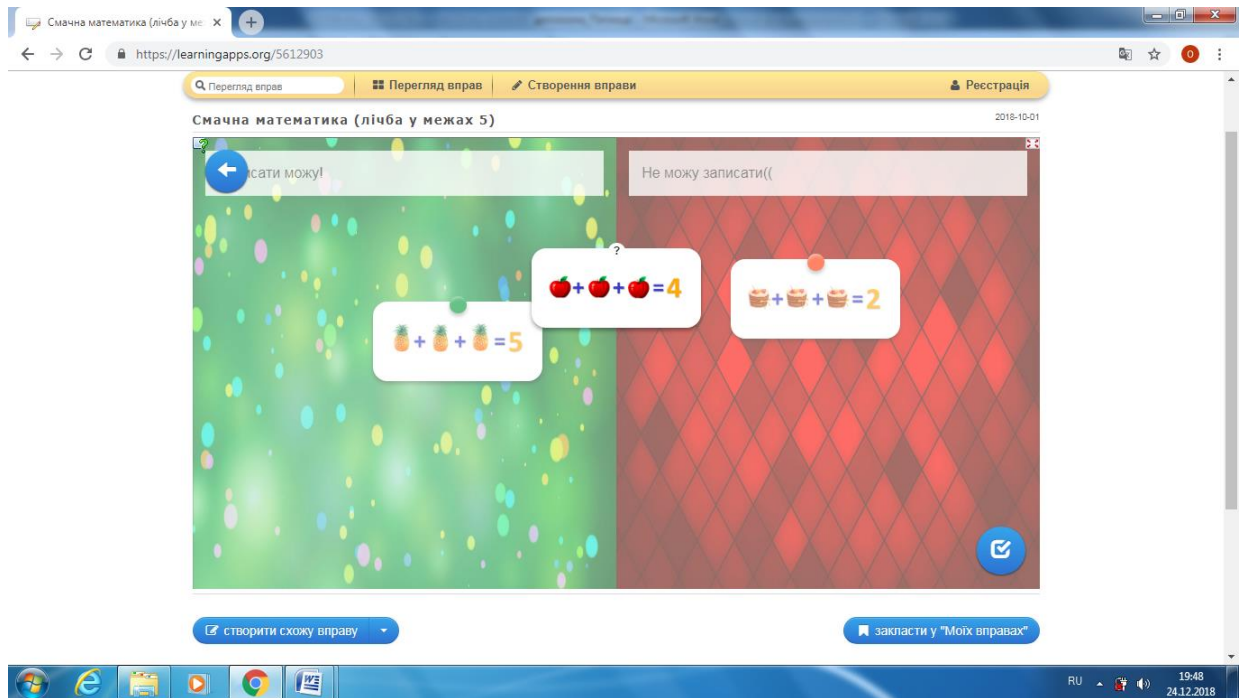 Смачна математика (лічба у ме
https://learningapps.org/5612903
Перегляд вправ
Перегляд вправ
Створення вправи
Реєстрація
Смачна математика (лічба у межах 5)
2018-10-01
исати можу!
Не можу записати((
?
+ + =4
+ + =5
+ + =2
створити схожу вправу
закласти у "Моїх вправах"
RU
19:48
24.12.2018